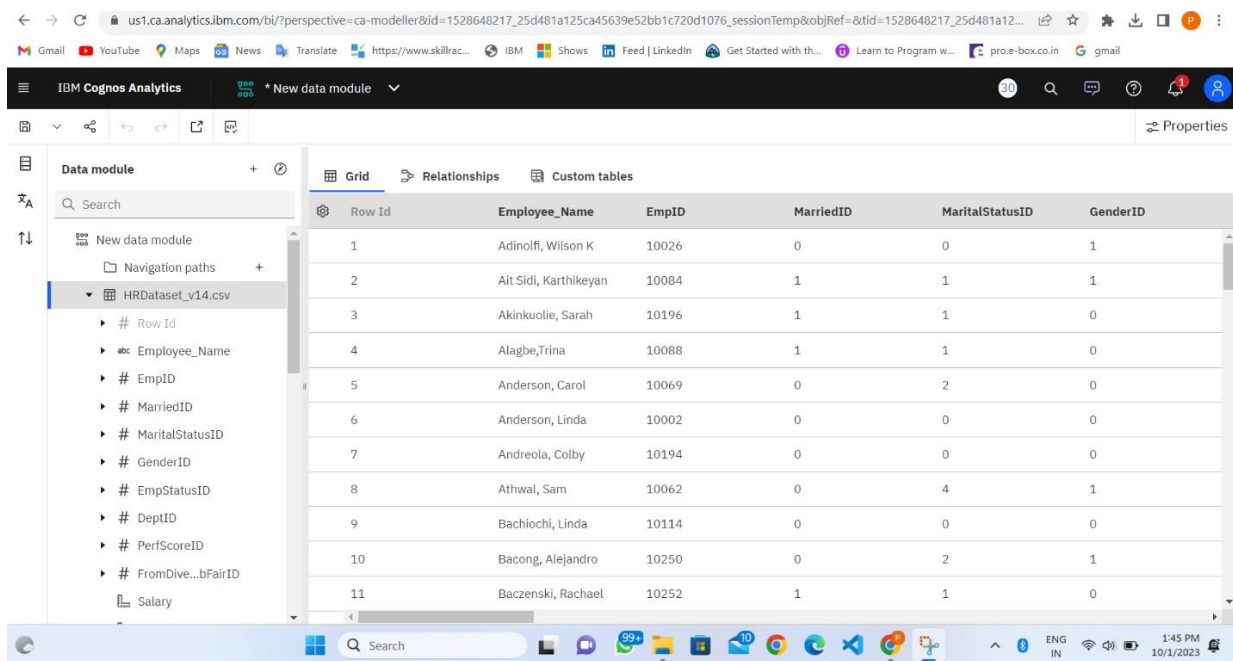 us1.ca.analytics.ibm.com/bi/?perspective=ca-modeller&id=1528648217_25d481a125ca45639e52bb1c720d1076_sessionTemp&objRef=&tid=1528648217_25d481a12...
P
Gmail YouTube Maps GE News Translate https://www.skillrac... IBM Shows Feed | LinkedIn Get Started with th... Learn to Program w... pro.e-box.co.in gmail
IBM Cognos Analytics * New data module 30 1
Properties
Data module
Grid Relationships Custom tables
Search
Row Id Employee_Name EmpID MarriedID MaritalStatusID GenderID
New data module
Navigation paths
HRDataset_v14.csv
# Row Id
abc Employee_Name
# EmpID
# MarriedID
# MaritalStatusID
# GenderID
# EmpStatusID
# DeptID
# PerfScoreID
# FromDive...bFairID
Salary
1 Adinolfi, Wilson K 10026 0 0 1
2 Ait Sidi, Karthikeyan 10084 1 1 1
3 Akinkuolie, Sarah 10196 1 1 0
4 Alagbe,Trina 10088 1 1 0
5 Anderson, Carol 10069 0 2 0
6 Anderson, Linda 10002 0 0 0
7 Andreola, Colby 10194 0 0 0
8 Athwal, Sam 10062 0 4 1
9 Bachiochi, Linda 10114 0 0 0
10 Bacong, Alejandro 10250 0 2 1
11 Baczenski, Rachael 10252 1 1 0
Search 99+ 10 ENG 1:45 PM
IN 10/1/2023